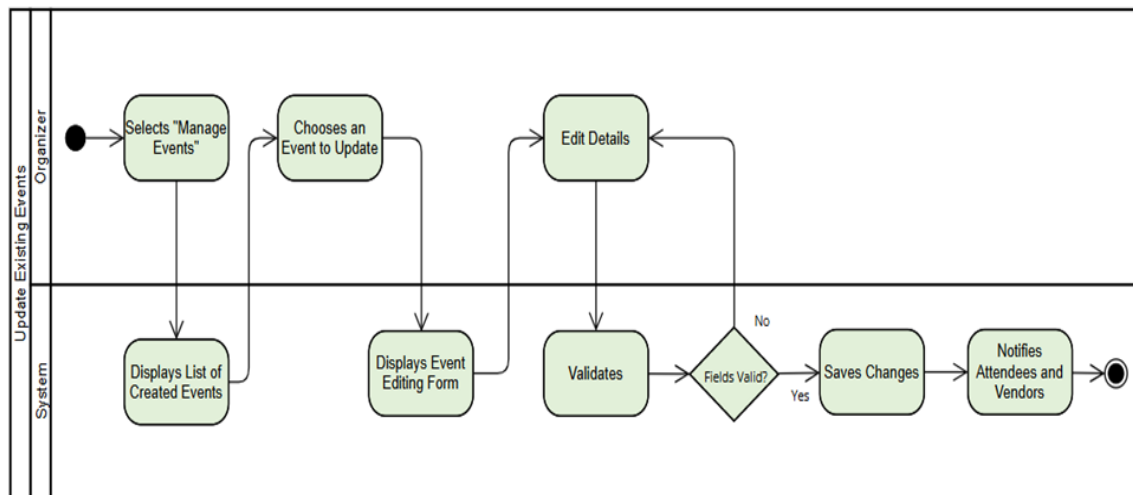 Update Existing Events
Organizer
Selects "Manage
Events"
Chooses an
Event to Update
Edit Details
System
Displays List of
Created Events
Displays Event
Editing Form
Validates
Fields Valid?
No
Yes
Saves Changes
Notifies
Attendees and
Vendors